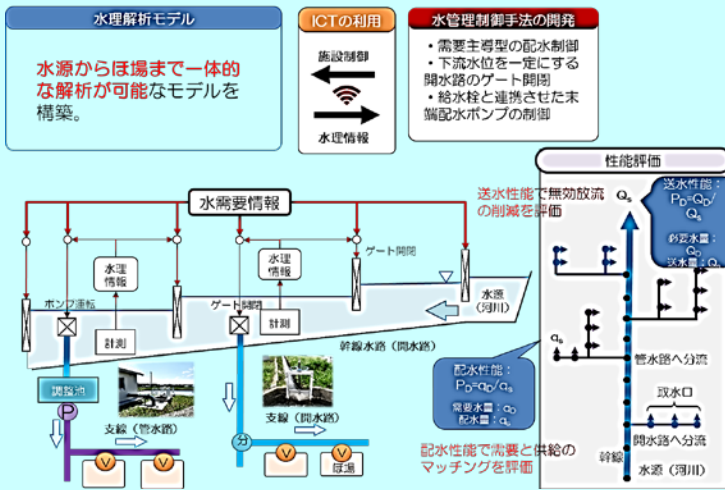 水理解析モデル
水源からほ場まで一体的
な解析が可能なモデルを
構築。
ICTの利用
施設制御
水理情報
水管理制御手法の開発
・需要主導型の配水制御
・下流水位を一定にする
開水路のゲート開閉
・給水栓と連携させた末
端配水ポンプの制御
性能評価
送水性能で無効放流
の削減を評価
Qs
送水性能：
PD=QD/
Qs
必要水量：
QD
送水量：Q
水需要情報
水理
情報
水理
情報
ゲート開閉
ポンプ運転
ゲート開閉
計測
計測
水源
（河川）
幹線水路（開水路）
調整池
P
支線（管水路）
V
V
支線（開水路）
分
V
V
ほ場
配水性能：
PD=qD/qs
需要水量：qD
配水量：qs
配水性能で需要と供給の
マッチングを評価
qs
管水路へ分流
取水口
開水路へ分流
幹線
水源（河川）